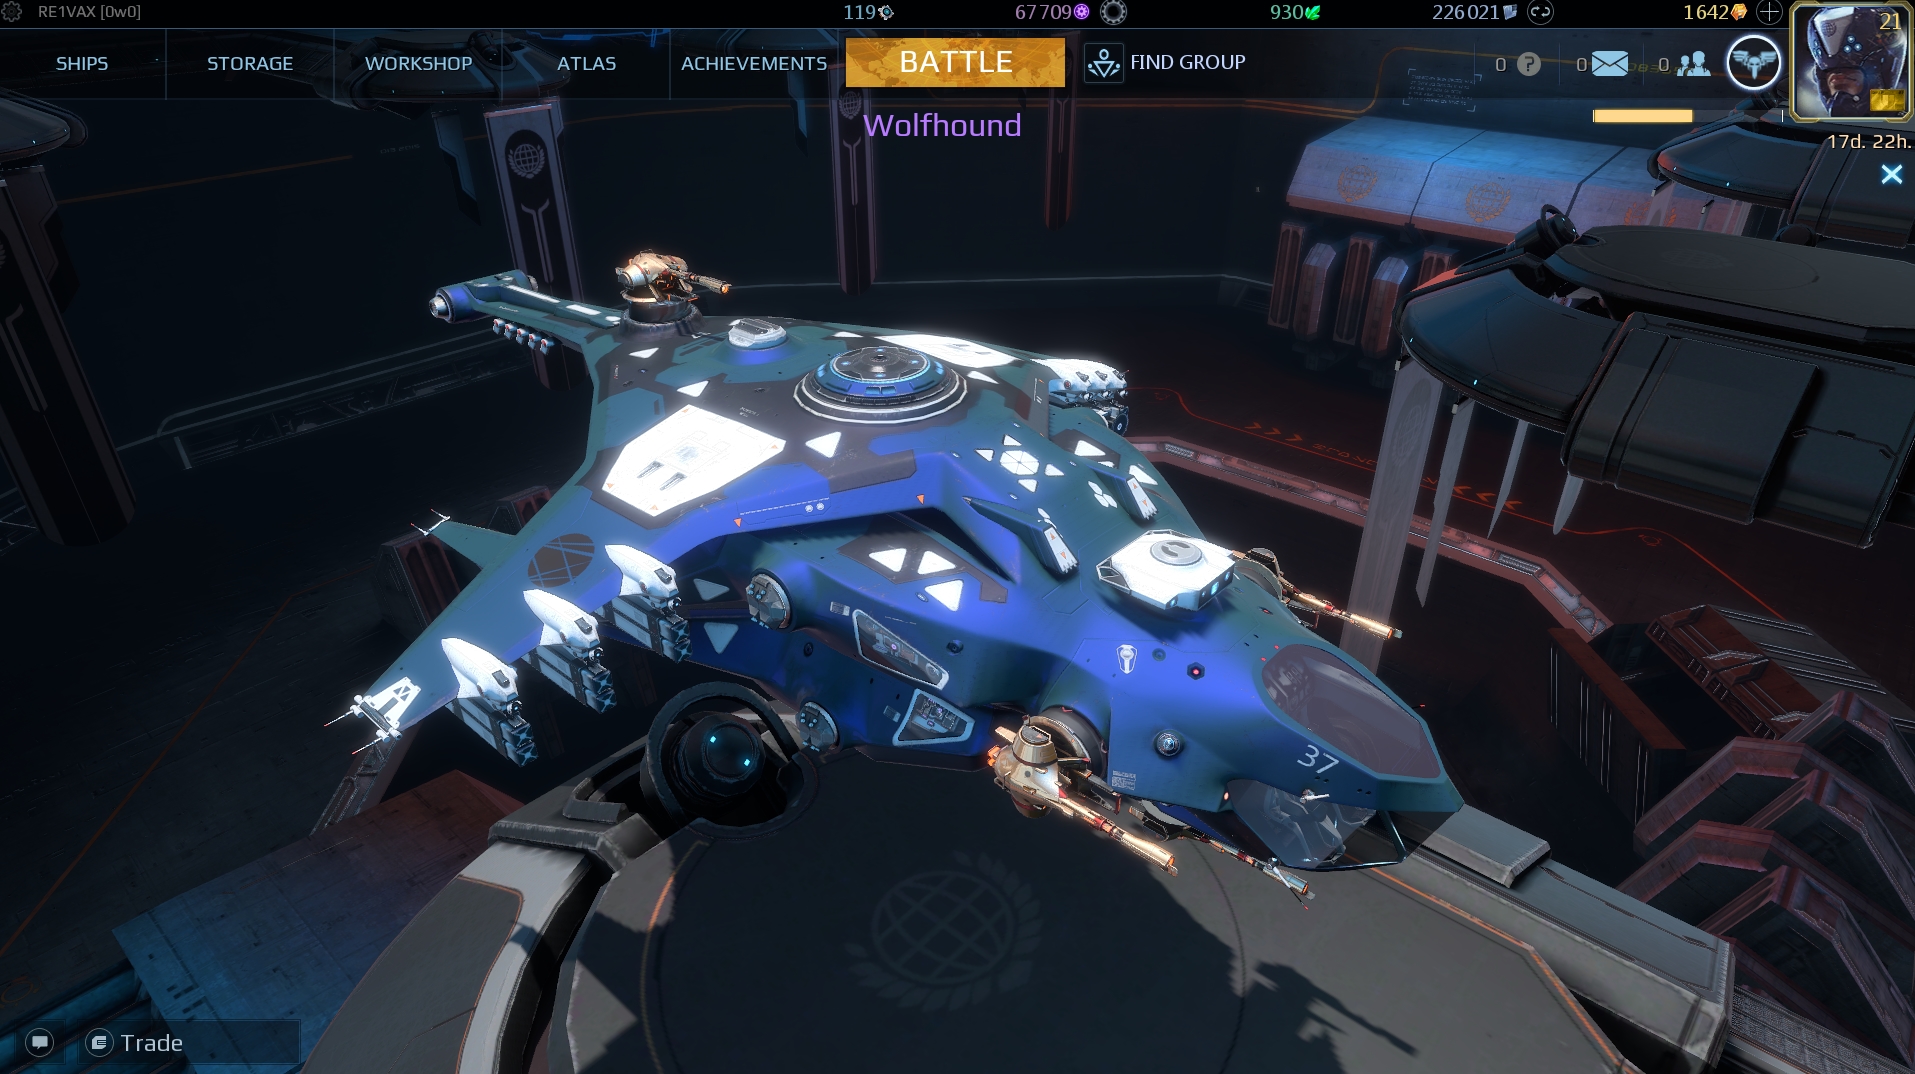 RE1VAX [0w0]
119
67709
930
226021
1642
SHIPS
STORAGE
WORKSHOP
ATLAS
ACHIEVEMENTS
BATTLE
FIND GROUP
0 ?
0
0
21
Wolfhound
17d. 22h.
37
Trade